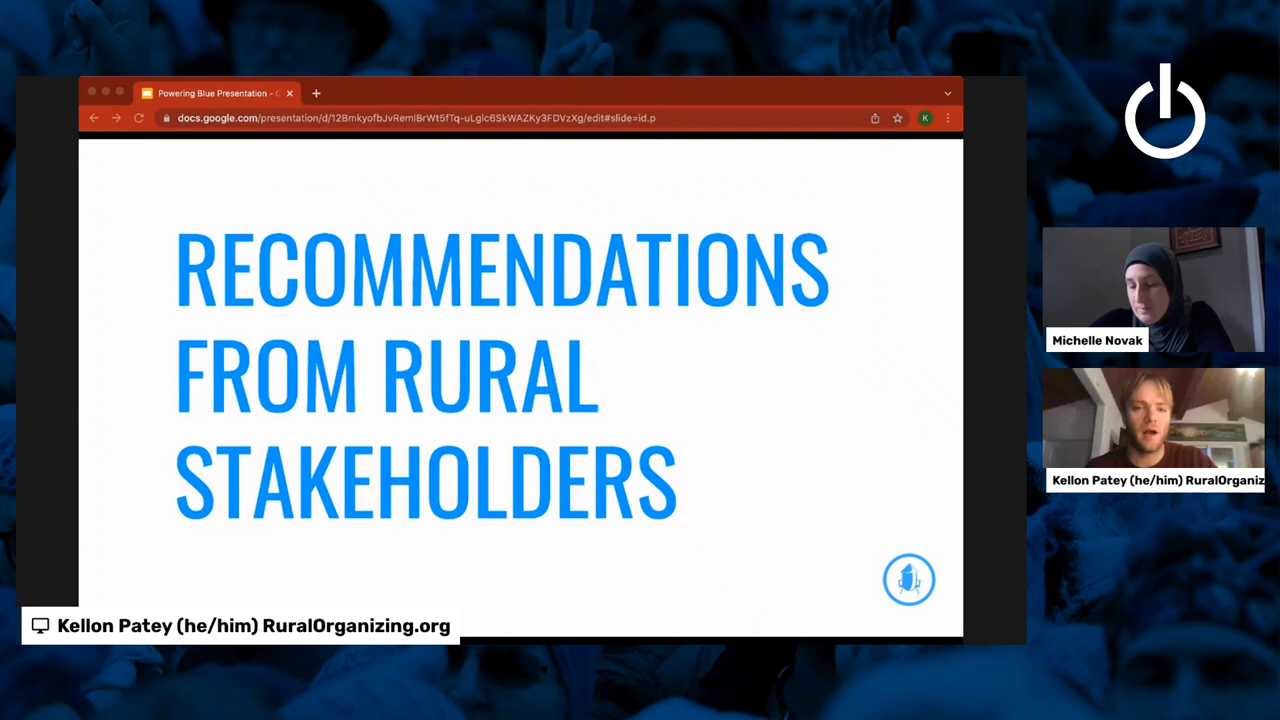 Powering Blue Presentation - G
docs.google.com/presentation/d/12BmkyofbJvRemIBrWt5fTq-uLglc6SkWAZKy3FDVzXg/edit#slide=id.p
K
RECOMMENDATIONS
FROM RURAL
STAKEHOLDERS
Kellon Patey (he/him) RuralOrganizing.org
Michelle Novak
Kellon Patey (he/him) RuralOrganiz